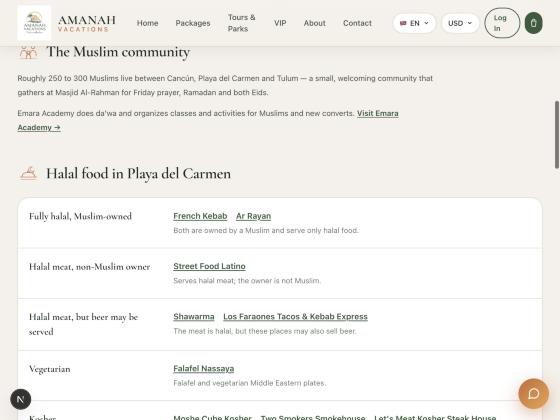 AMANAH
VACATIONS
AMANAH
VACATIONS
Home
Packages
Tours &
Parks
VIP
About
Contact
EN
USD
Log
In
The Muslim community
Roughly 250 to 300 Muslims live between Cancún, Playa del Carmen and Tulum — a small, welcoming community that
gathers at Masjid Al-Rahman for Friday prayer, Ramadan and both Eids.
Emara Academy does da'wa and organizes classes and activities for Muslims and new converts. Visit Emara
Academy →
Halal food in Playa del Carmen
Fully halal, Muslim-owned
French Kebab Ar Rayan
Both are owned by a Muslim and serve only halal food.
Halal meat, non-Muslim owner
Street Food Latino
Serves halal meat; the owner is not Muslim.
Halal meat, but beer may be
served
Shawarma Los Faraones Tacos & Kebab Express
The meat is halal, but these places may also sell beer.
Vegetarian
Falafel Nassaya
Falafel and vegetarian Middle Eastern plates.
Kosher
Moshe Cube Kosher Two Smokers Smokehouse Let's Meat Kosher Steak House
N